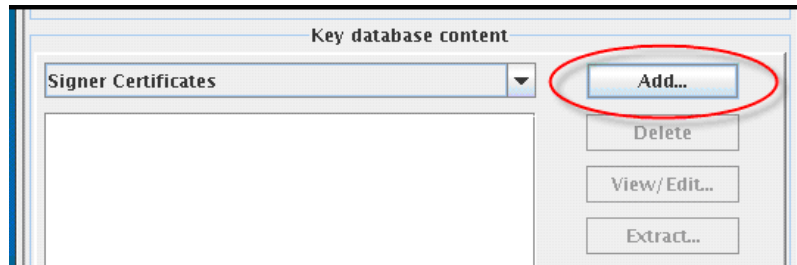 Key database content
Signer Certificates
Add...
Delete
View/Edit...
Extract...